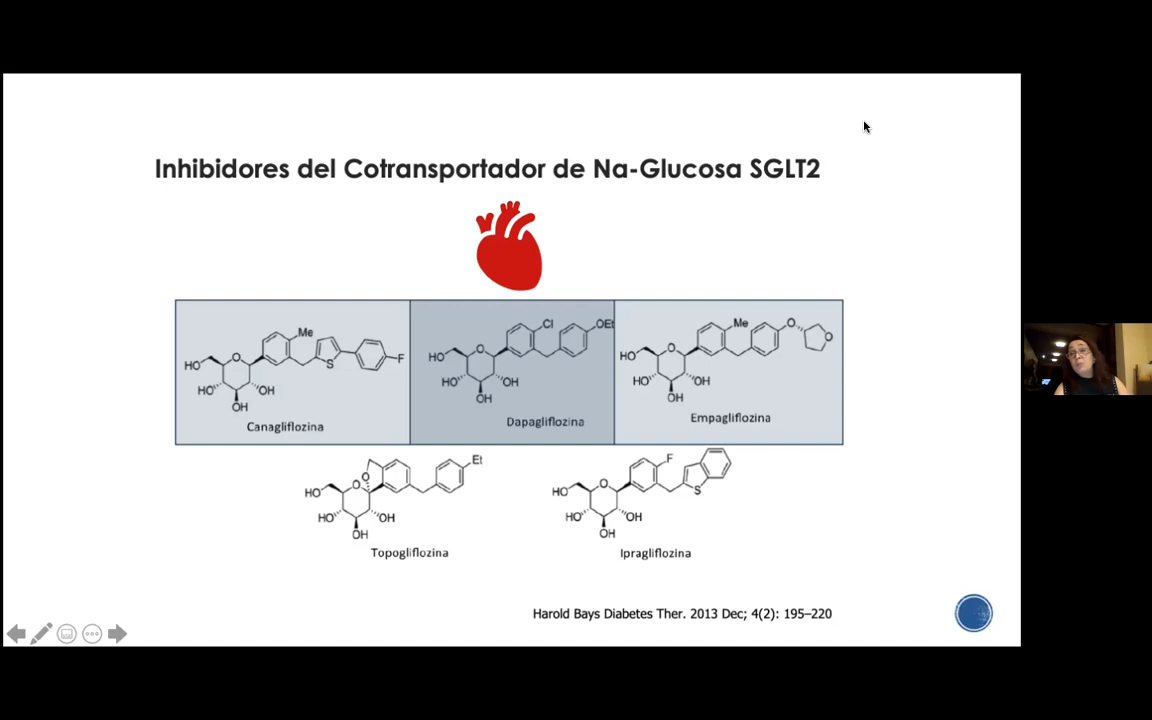 Inhibidores del Cotransportador de Na-Glucosa SGLT2
Me
HO
O
S
F
HO
OH
OH
Canagliflozina
Cl
OEt
HO
O
HO
OH
OH
Dapagliflozina
Me
O
O
HO
O
HO
OH
OH
Empagliflozina
Et
O
O
HO
HO
OH
OH
Topogliflozina
F
HO
O
S
HO
OH
OH
Ipragliflozina
Harold Bays Diabetes Ther. 2013 Dec; 4(2): 195–220